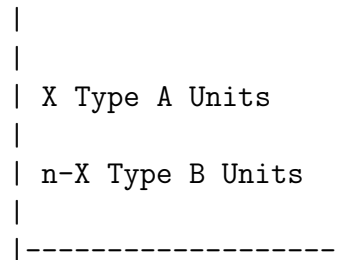 |
|
| X Type A Units
|
| n-X Type B Units
|
|-------------------